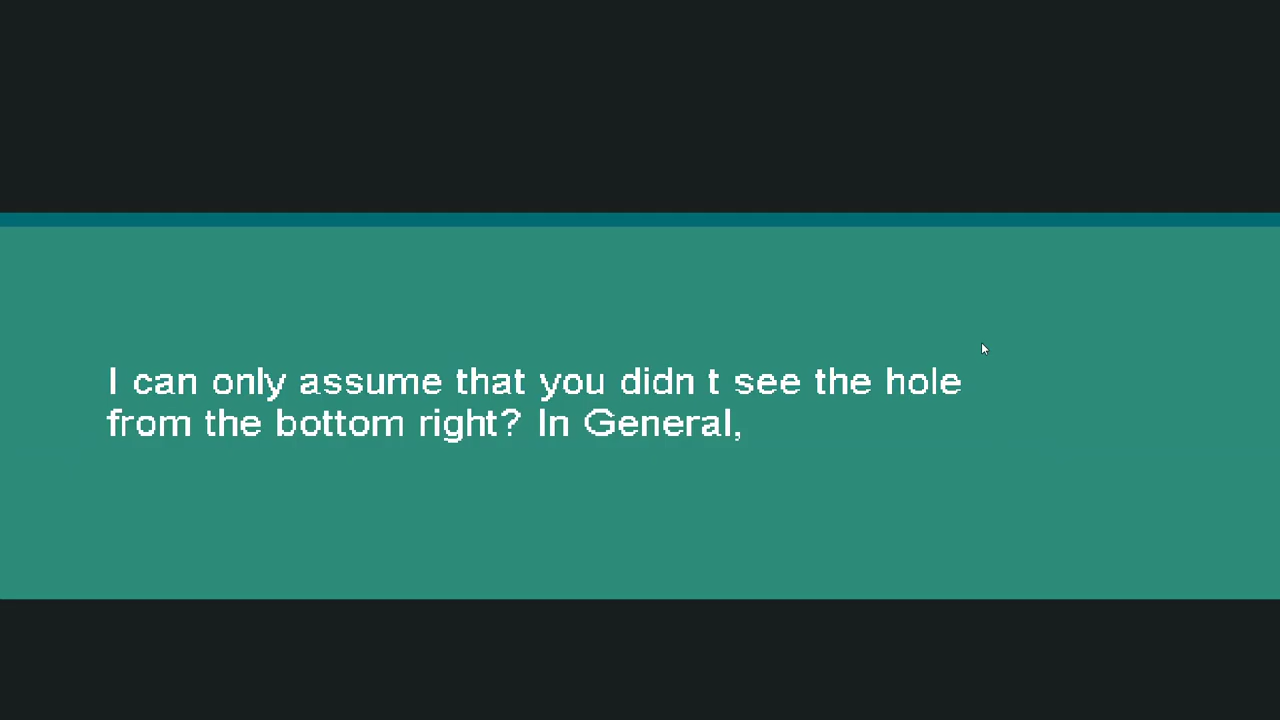 I can only assume that you didn t see the hole
from the bottom right? In General,